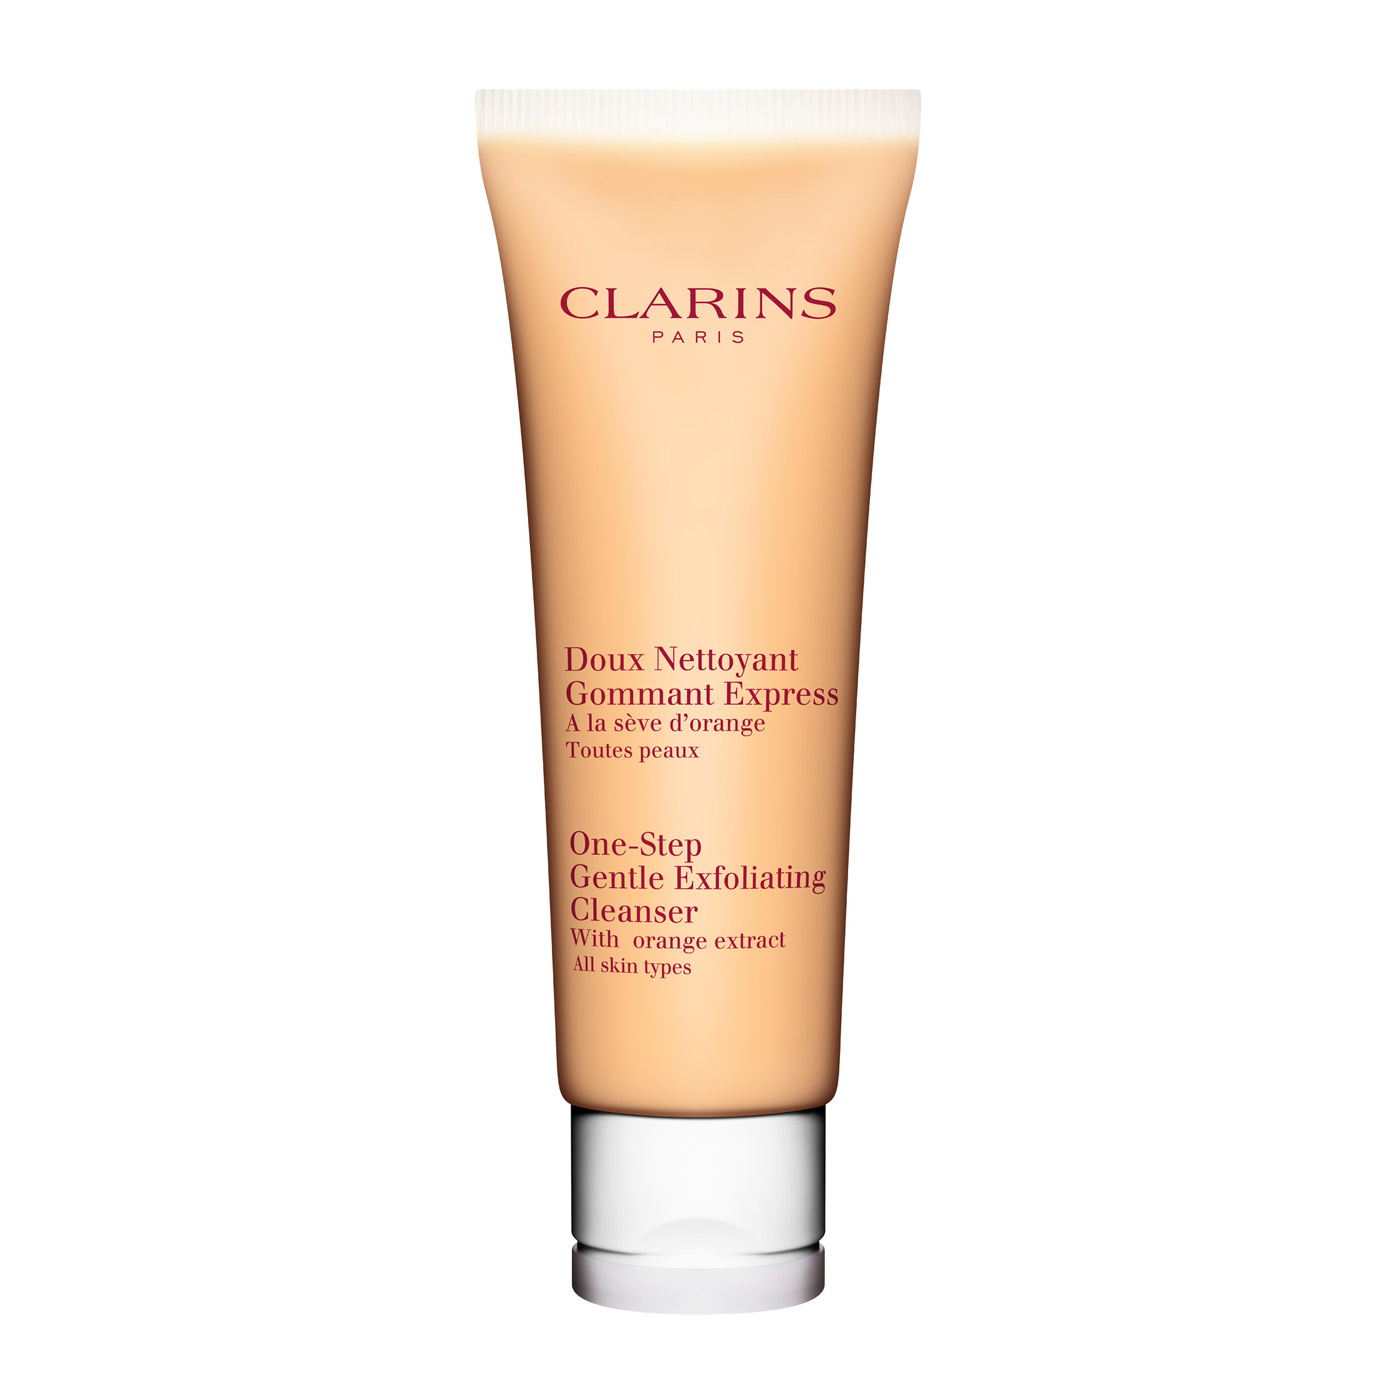 CLARINS
PARIS
Doux Nettoyant
Gommant Express
A la sève d'orange
Toutes peaux
One-Step
Gentle Exfoliating
Cleanser
With orange extract
All skin types